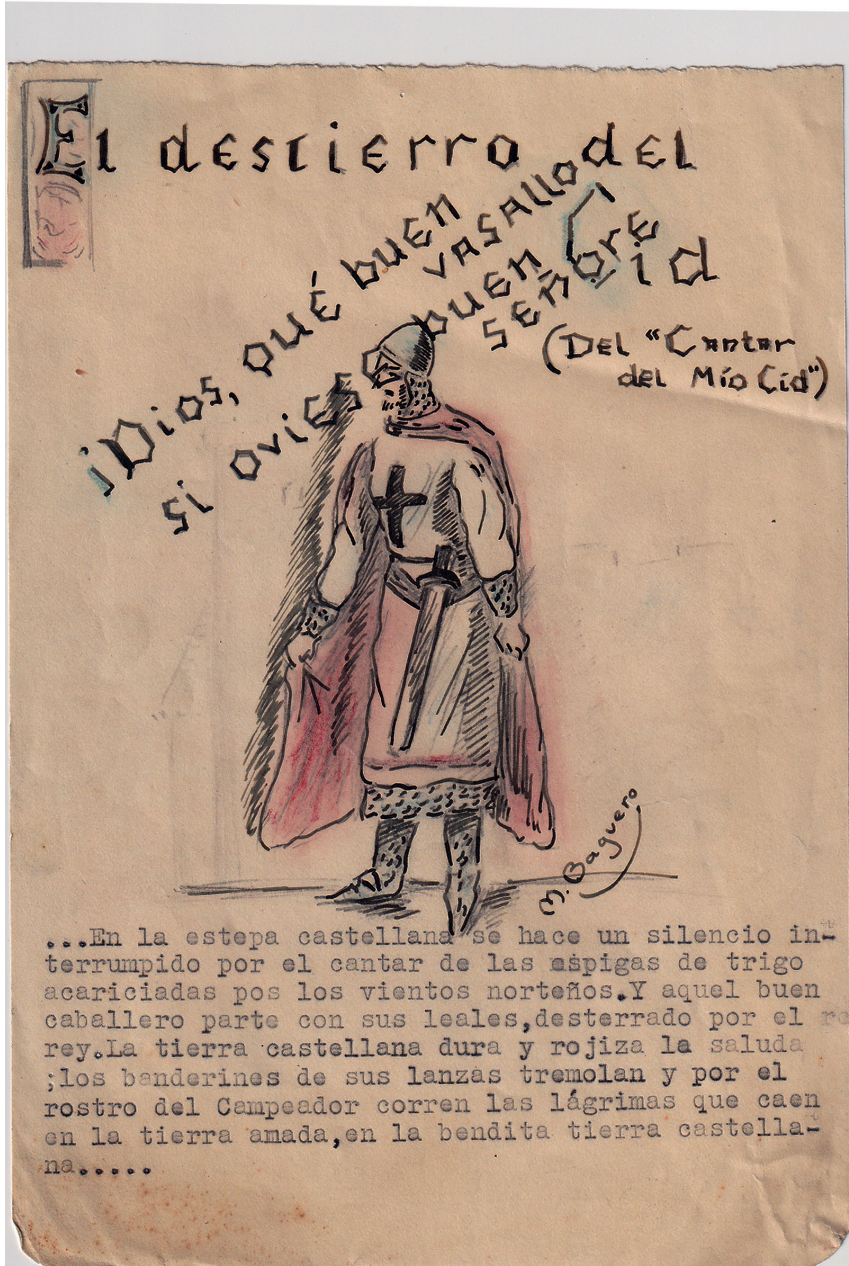 El destierro del
Cid
(Del "Cantar
del Mío Cid")
¡Dios, qué buen vasallo
si oviese buen señore
M. Baquero
...En la estepa castellana se hace un silencio in-
terrumpido por el cantar de las aspigas de trigo
acariciadas pos los vientos norteños.Y aquel buen
caballero parte con sus leales,desterrado por el re
rey.La tierra castellana dura y rojiza la saluda
;los banderines de sus lanzas tremolan y por el
rostro del Campeador corren las lágrimas que caen
en la tierra amada,en la bendita tierra castella-
na.....